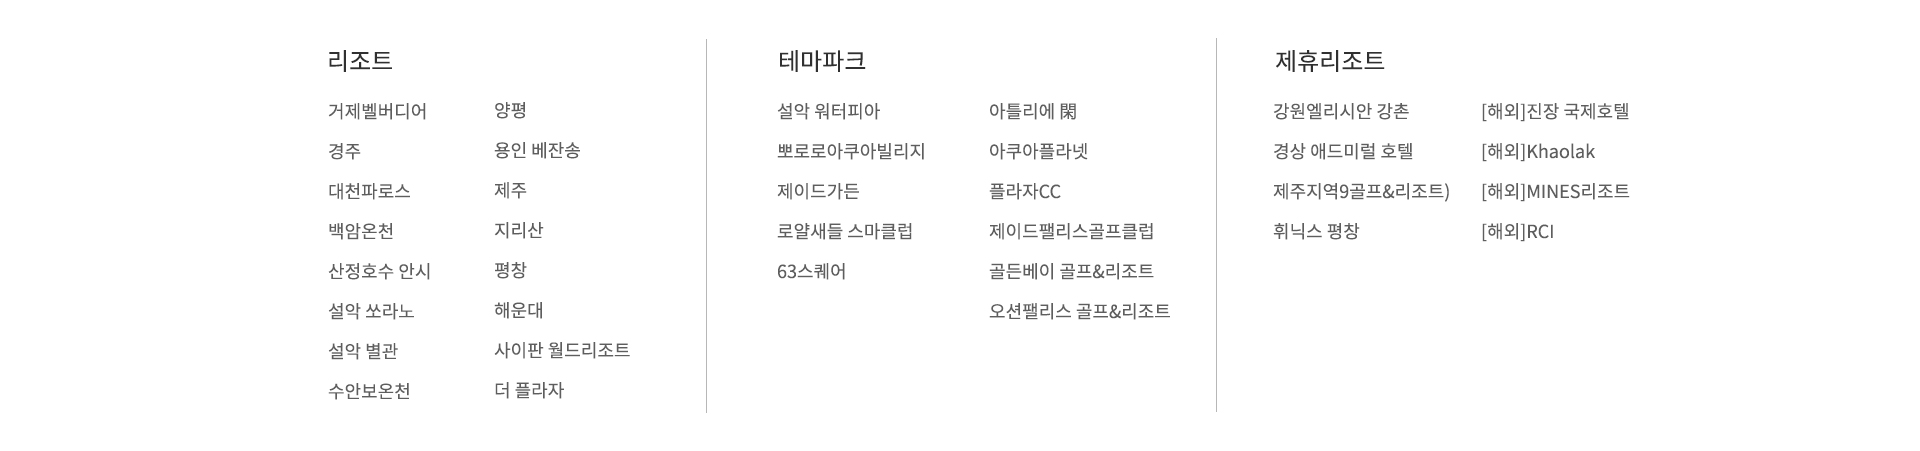 리조트
거제벨버디어
경주
대천파로스
백암온천
산정호수 안시
설악 쏘라노
설악 별관
수안보온천
양평
용인 베잔송
제주
지리산
평창
해운대
사이판 월드리조트
더 플라자
테마파크
설악 워터피아
뽀로로아쿠아빌리지
제이드가든
로얄새들 스마클럽
63스퀘어
아틀리에 閑
아쿠아플라넷
플라자CC
제이드팰리스골프클럽
골든베이 골프&리조트
오션팰리스 골프&리조트
제휴리조트
강원엘리시안 강촌
경상 애드미럴 호텔
제주지역9골프&리조트)
휘닉스 평창
[해외]진장 국제호텔
[해외]Khaolak
[해외]MINES리조트
[해외]RCI